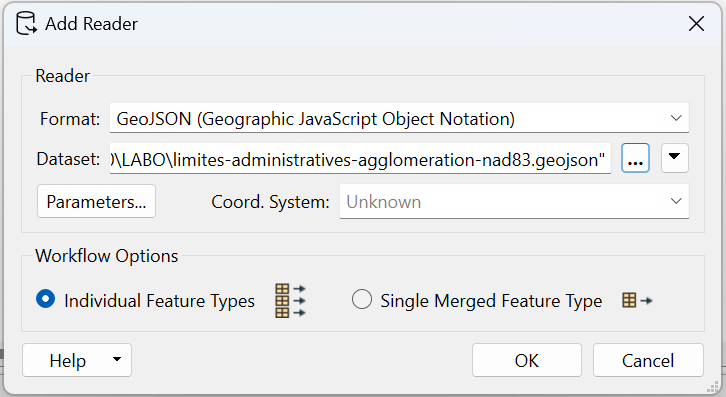 Add Reader
Reader
Format: GeoJSON (Geographic JavaScript Object Notation)
Dataset: )\LABO\limites-administratives-agglomeration-nad83.geojson" ...
Parameters... Coord. System: Unknown
Workflow Options
Individual Feature Types Single Merged Feature Type
Help OK Cancel